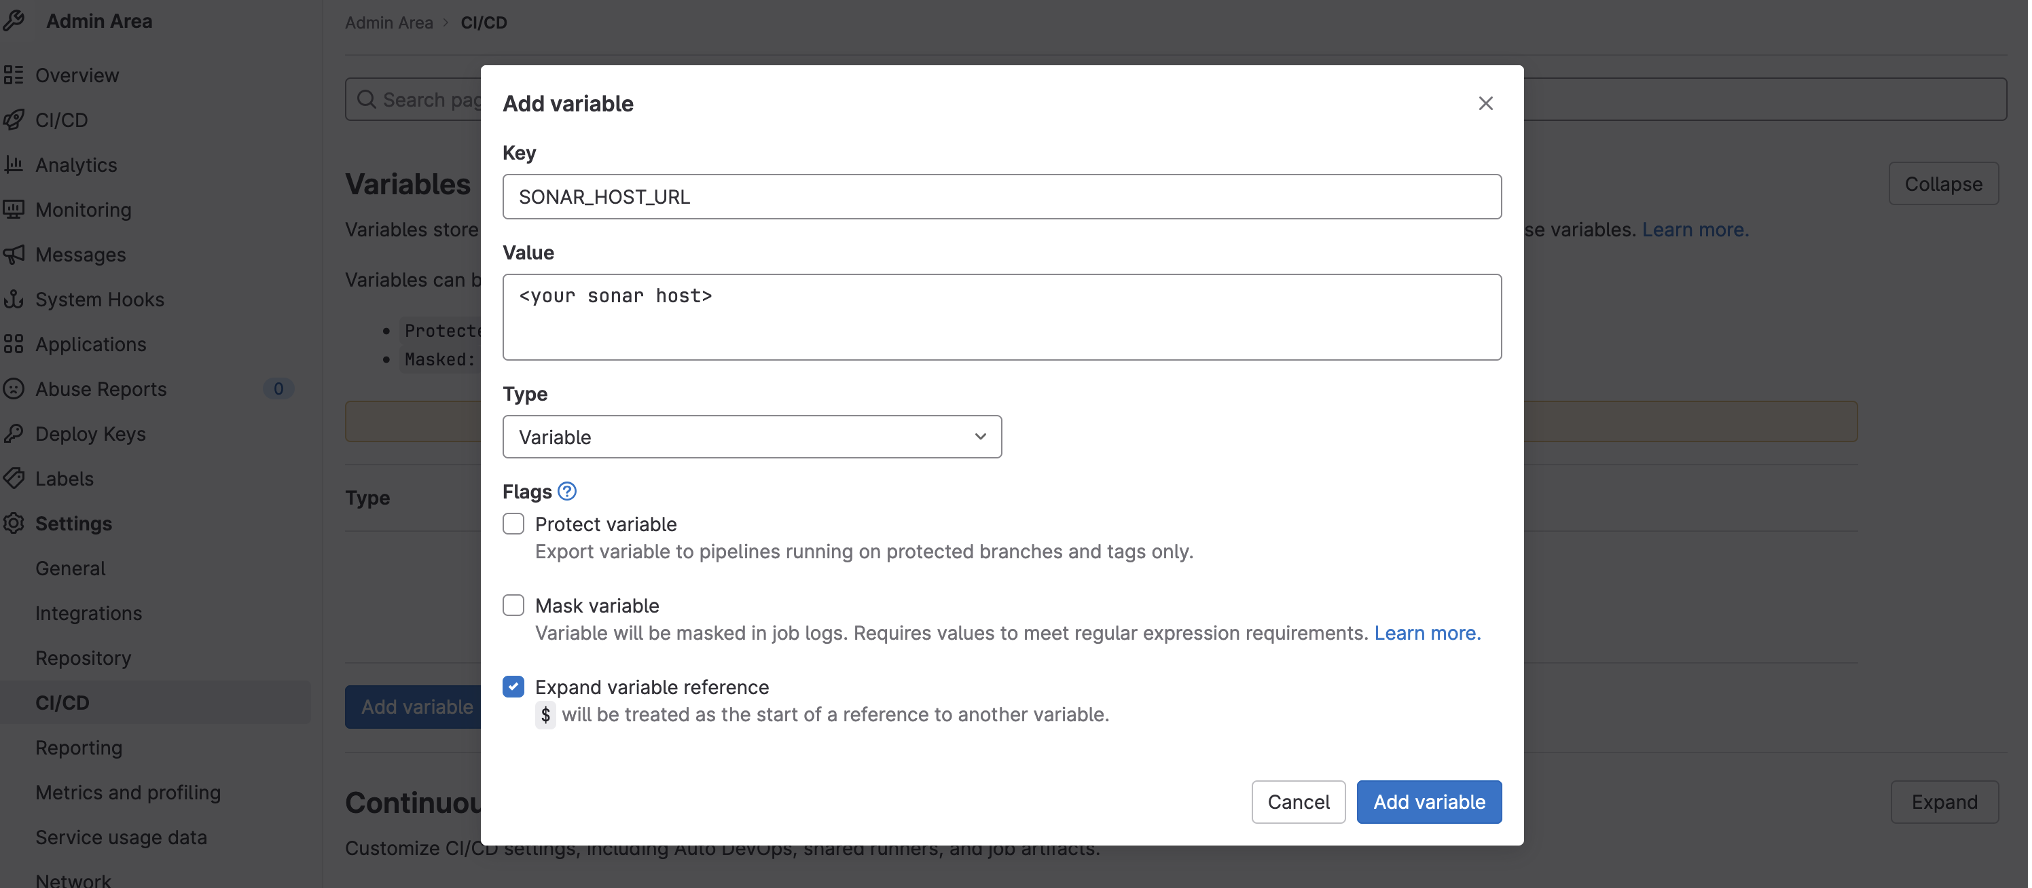 Admin Area
Overview
CI/CD
Analytics
Monitoring
Messages
System Hooks
Applications
Abuse Reports 0
Deploy Keys
Labels
Settings
General
Integrations
Repository
CI/CD
Reporting
Metrics and profiling
Service usage data
Network
Admin Area > CI/CD
Search pag
Variables
Collapse
Variables store
se variables. Learn more.
Variables can b
• Protecte
• Masked:
Type
Add variable
Continuou
Expand
Customize CI/CD settings, including Auto DevOps, shared runners, and job artifacts.
Add variable
Key
SONAR_HOST_URL
Value
<your sonar host>
Type
Variable
Flags
Protect variable
Export variable to pipelines running on protected branches and tags only.
Mask variable
Variable will be masked in job logs. Requires values to meet regular expression requirements. Learn more.
Expand variable reference
$ will be treated as the start of a reference to another variable.
Cancel
Add variable